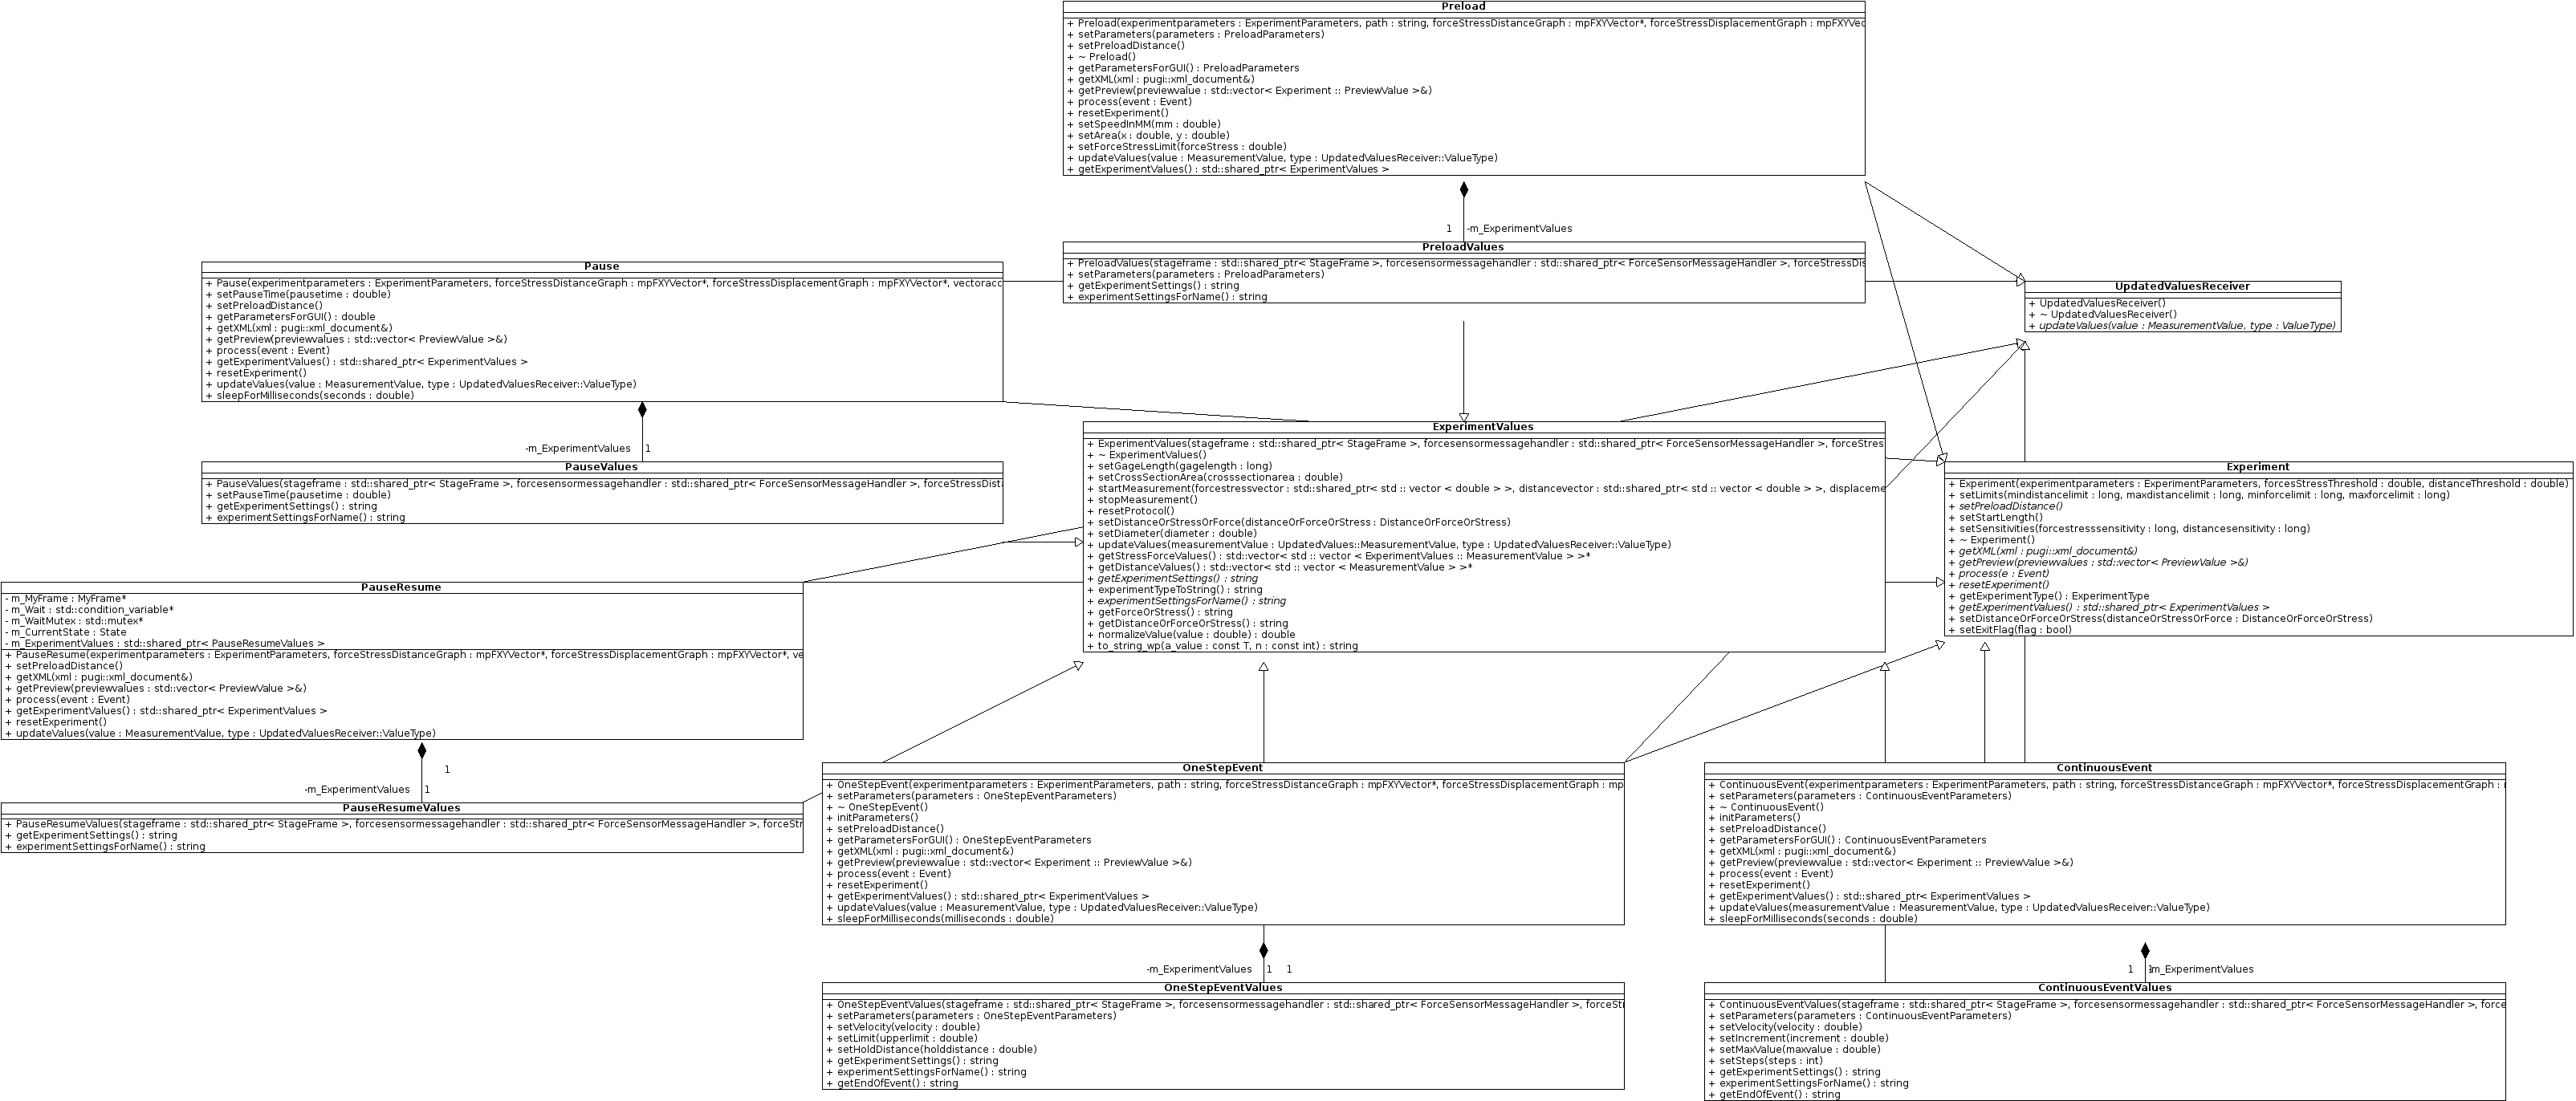 Preload
+ Preload(experimentparameters : ExperimentParameters, path : string, forceStressDistanceGraph : mpFXYVector*, forceStressDisplacementGraph : mpFXYVec
+ setParameters(parameters : PreloadParameters)
+ setPreloadDistance()
+ ~ Preload()
+ getParametersForGUI() : PreloadParameters
+ getXML(xml : pugi::xml_document&)
+ getPreview(previewvalue : std::vector< Experiment :: PreviewValue >&)
+ process(event : Event)
+ resetExperiment()
+ setSpeedInMM(mm : double)
+ setArea(x : double, y : double)
+ setForceStressLimit(forceStress : double)
+ updateValues(value : MeasurementValue, type : UpdatedValuesReceiver::ValueType)
+ getExperimentValues() : std::shared_ptr< ExperimentValues >
1 -m_ExperimentValues
PreloadValues
+ PreloadValues(stageframe : std::shared_ptr< StageFrame >, forcesensormessagehandler : std::shared_ptr< ForceSensorMessageHandler >, forceStressDis
+ setParameters(parameters : PreloadParameters)
+ getExperimentSettings() : string
+ experimentSettingsForName() : string
Pause
+ Pause(experimentparameters : ExperimentParameters, forceStressDistanceGraph : mpFXYVector*, forceStressDisplacementGraph : mpFXYVector*, vectoracc
+ setPauseTime(pausetime : double)
+ setPreloadDistance()
+ getParametersForGUI() : double
+ getXML(xml : pugi::xml_document&)
+ getPreview(previewvalues : std::vector< PreviewValue >&)
+ process(event : Event)
+ getExperimentValues() : std::shared_ptr< ExperimentValues >
+ resetExperiment()
+ updateValues(value : MeasurementValue, type : UpdatedValuesReceiver::ValueType)
+ sleepForMilliseconds(seconds : double)
-m_ExperimentValues 1
PauseValues
+ PauseValues(stageframe : std::shared_ptr< StageFrame >, forcesensormessagehandler : std::shared_ptr< ForceSensorMessageHandler >, forceStressDist
+ setPauseTime(pausetime : double)
+ getExperimentSettings() : string
+ experimentSettingsForName() : string
UpdatedValuesReceiver
+ UpdatedValuesReceiver()
+ ~ UpdatedValuesReceiver()
+ updateValues(value : MeasurementValue, type : ValueType)
ExperimentValues
+ ExperimentValues(stageframe : std::shared_ptr< StageFrame >, forcesensormessagehandler : std::shared_ptr< ForceSensorMessageHandler >, forceStres
+ ~ ExperimentValues()
+ setGageLength(gagelength : long)
+ setCrossSectionArea(crosssectionarea : double)
+ startMeasurement(forcestressvector : std::shared_ptr< std :: vector < double > >, distancevector : std::shared_ptr< std :: vector < double > >, displaceme
+ stopMeasurement()
+ resetProtocol()
+ setDistanceOrStressOrForce(distanceOrForceOrStress : DistanceOrForceOrStress)
+ setDiameter(diameter : double)
+ updateValues(measurementValue : UpdatedValues::MeasurementValue, type : UpdatedValuesReceiver::ValueType)
+ getStressForceValues() : std::vector< std :: vector < ExperimentValues :: MeasurementValue > >*
+ getDistanceValues() : std::vector< std :: vector < MeasurementValue > >*
+ getExperimentSettings() : string
+ experimentTypeToString() : string
+ experimentSettingsForName() : string
+ getForceOrStress() : string
+ getDistanceOrForceOrStress() : string
+ normalizeValue(value : double) : double
+ to_string_wp(a_value : const T, n : const int) : string
Experiment
+ Experiment(experimentparameters : ExperimentParameters, forcesStressThreshold : double, distanceThreshold : double)
+ setLimits(mindistancelimit : long, maxdistancelimit : long, minforcelimit : long, maxforcelimit : long)
+ setPreloadDistance()
+ setStartLength()
+ setSensitivities(forcestresssensitivity : long, distancesensitivity : long)
+ ~ Experiment()
+ getXML(xml : pugi::xml_document&)
+ getPreview(previewvalues : std::vector< PreviewValue >&)
+ process(e : Event)
+ resetExperiment()
+ getExperimentType() : ExperimentType
+ getExperimentValues() : std::shared_ptr< ExperimentValues >
+ setDistanceOrForceOrStress(distanceOrStressOrForce : DistanceOrForceOrStress)
+ setExitFlag(flag : bool)
PauseResume
- m_MyFrame : MyFrame*
- m_Wait : std::condition_variable*
- m_WaitMutex : std::mutex*
- m_CurrentState : State
- m_ExperimentValues : std::shared_ptr< PauseResumeValues >
+ PauseResume(experimentparameters : ExperimentParameters, forceStressDistanceGraph : mpFXYVector*, forceStressDisplacementGraph : mpFXYVector*, ve
+ setPreloadDistance()
+ getXML(xml : pugi::xml_document&)
+ getPreview(previewvalues : std::vector< PreviewValue >&)
+ process(event : Event)
+ getExperimentValues() : std::shared_ptr< ExperimentValues >
+ resetExperiment()
+ updateValues(value : MeasurementValue, type : UpdatedValuesReceiver::ValueType)
1
-m_ExperimentValues 1
PauseResumeValues
+ PauseResumeValues(stageframe : std::shared_ptr< StageFrame >, forcesensormessagehandler : std::shared_ptr< ForceSensorMessageHandler >, forceStr
+ getExperimentSettings() : string
+ experimentSettingsForName() : string
OneStepEvent
+ OneStepEvent(experimentparameters : ExperimentParameters, path : string, forceStressDistanceGraph : mpFXYVector*, forceStressDisplacementGraph : mp
+ setParameters(parameters : OneStepEventParameters)
+ ~ OneStepEvent()
+ initParameters()
+ setPreloadDistance()
+ getParametersForGUI() : OneStepEventParameters
+ getXML(xml : pugi::xml_document&)
+ getPreview(previewvalue : std::vector< Experiment :: PreviewValue >&)
+ process(event : Event)
+ resetExperiment()
+ getExperimentValues() : std::shared_ptr< ExperimentValues >
+ updateValues(value : MeasurementValue, type : UpdatedValuesReceiver::ValueType)
+ sleepForMilliseconds(milliseconds : double)
-m_ExperimentValues 1 1
OneStepEventValues
+ OneStepEventValues(stageframe : std::shared_ptr< StageFrame >, forcesensormessagehandler : std::shared_ptr< ForceSensorMessageHandler >, forceStr
+ setParameters(parameters : OneStepEventParameters)
+ setVelocity(velocity : double)
+ setLimit(upperlimit : double)
+ setHoldDistance(holddistance : double)
+ getExperimentSettings() : string
+ experimentSettingsForName() : string
+ getEndOfEvent() : string
ContinuousEvent
+ ContinuousEvent(experimentparameters : ExperimentParameters, path : string, forceStressDistanceGraph : mpFXYVector*, forceStressDisplacementGraph :
+ setParameters(parameters : ContinuousEventParameters)
+ ~ ContinuousEvent()
+ initParameters()
+ setPreloadDistance()
+ getParametersForGUI() : ContinuousEventParameters
+ getXML(xml : pugi::xml_document&)
+ getPreview(previewvalue : std::vector< Experiment :: PreviewValue >&)
+ process(event : Event)
+ resetExperiment()
+ getExperimentValues() : std::shared_ptr< ExperimentValues >
+ updateValues(measurementValue : MeasurementValue, type : UpdatedValuesReceiver::ValueType)
+ sleepForMilliseconds(seconds : double)
1 1 -m_ExperimentValues
ContinuousEventValues
+ ContinuousEventValues(stageframe : std::shared_ptr< StageFrame >, forcesensormessagehandler : std::shared_ptr< ForceSensorMessageHandler >, force
+ setParameters(parameters : ContinuousEventParameters)
+ setVelocity(velocity : double)
+ setIncrement(increment : double)
+ setMaxValue(maxvalue : double)
+ setSteps(steps : int)
+ getExperimentSettings() : string
+ experimentSettingsForName() : string
+ getEndOfEvent() : string